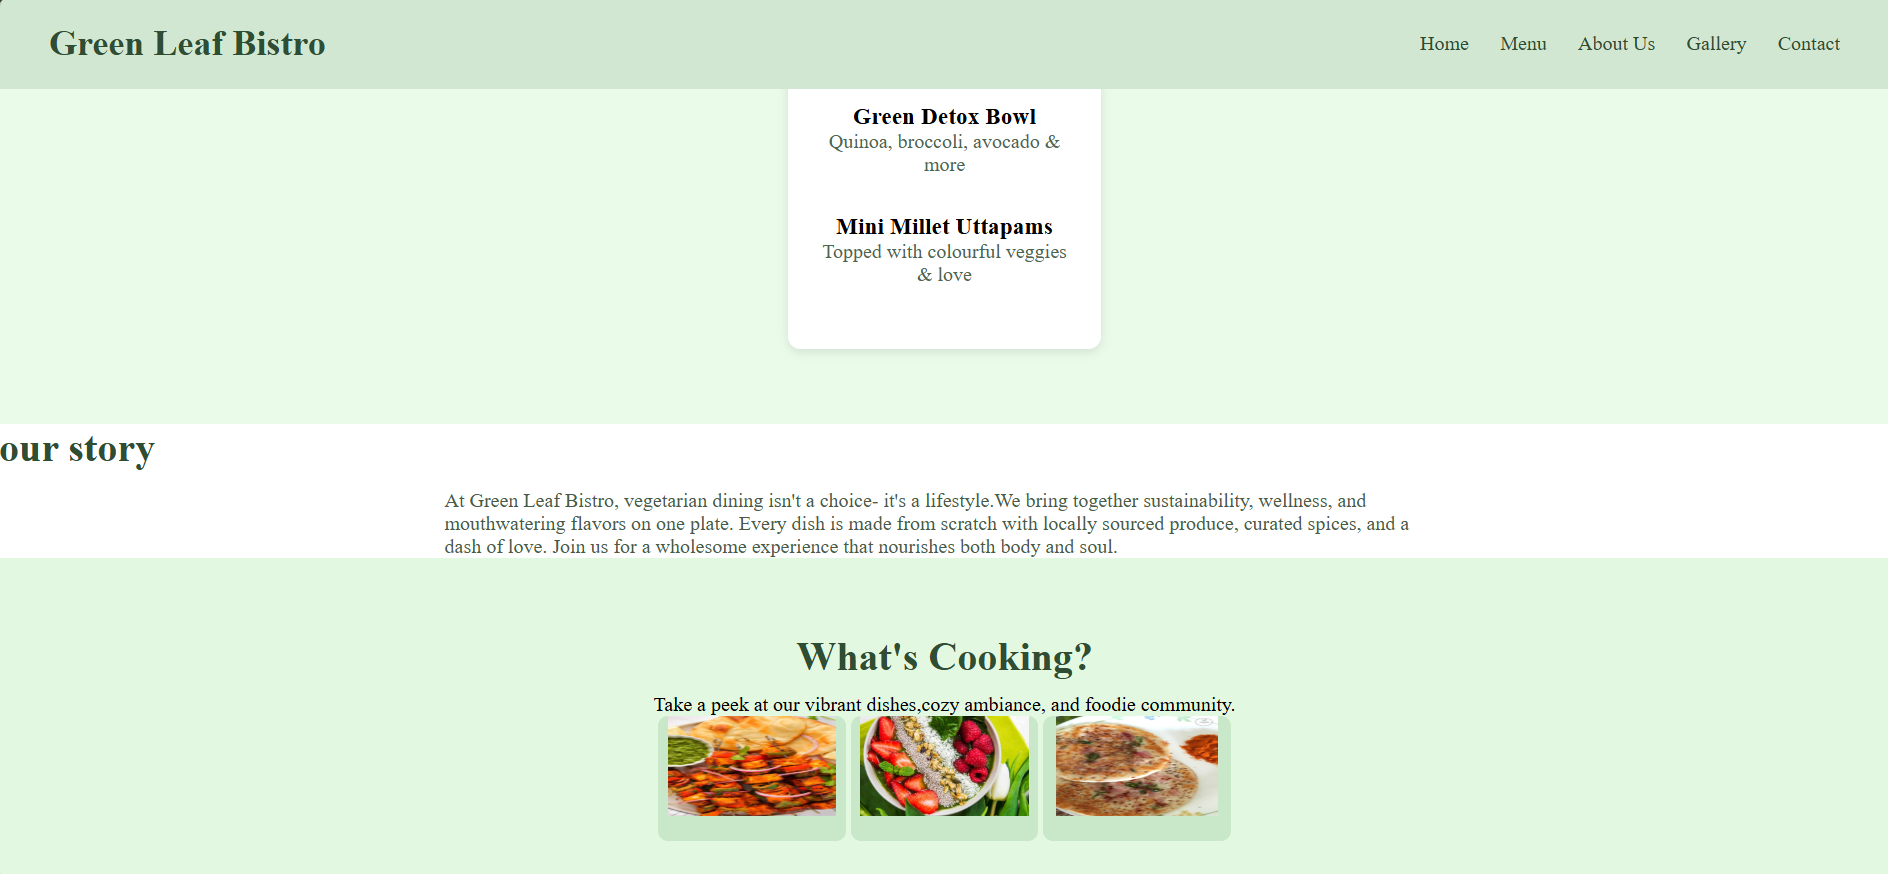 Green Leaf Bistro
Home Menu About Us Gallery Contact
Green Detox Bowl
Quinoa, broccoli, avocado &
more
Mini Millet Uttapams
Topped with colourful veggies
& love
our story
At Green Leaf Bistro, vegetarian dining isn't a choice- it's a lifestyle.We bring together sustainability, wellness, and
mouthwatering flavors on one plate. Every dish is made from scratch with locally sourced produce, curated spices, and a
dash of love. Join us for a wholesome experience that nourishes both body and soul.
What's Cooking?
Take a peek at our vibrant dishes,cozy ambiance, and foodie community.